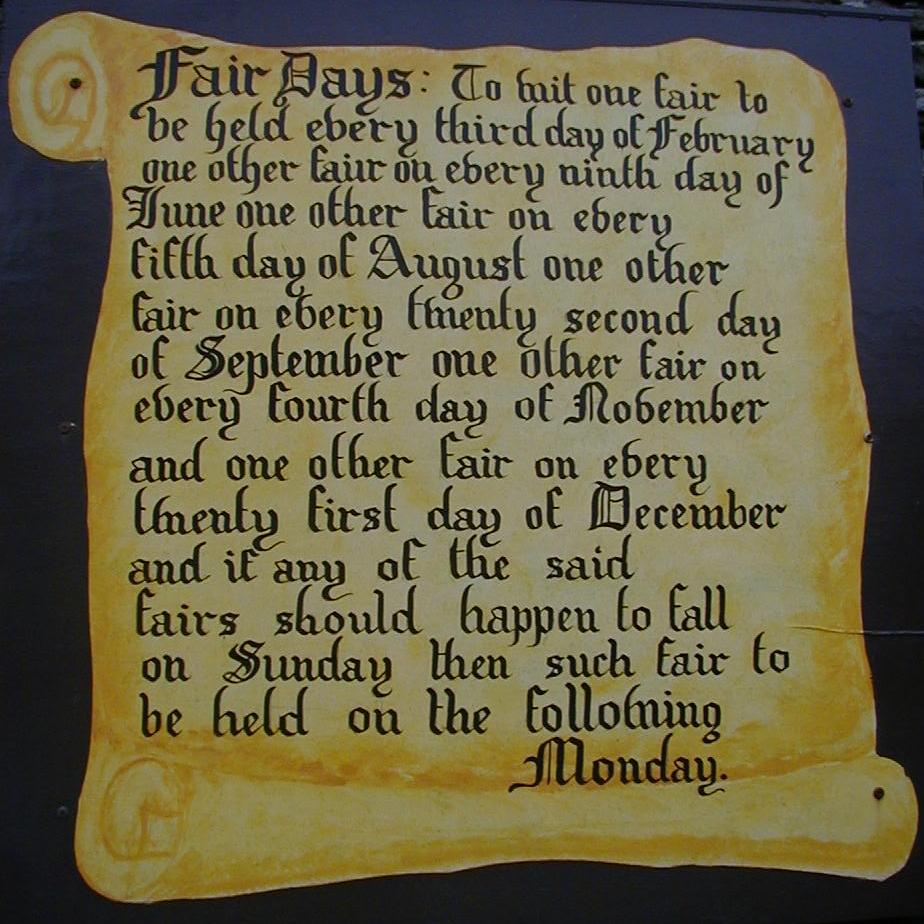 Fair Days: To wit one fair to
be held every third day of February
one other fair on every ninth day of
June one other fair on every
fifth day of August one other
fair on every twenty second day
of September one other fair on
every fourth day of November
and one other fair on every
twenty first day of December
and if any of the said
fairs should happen to fall
on Sunday then such fair to
be held on the following
Monday.